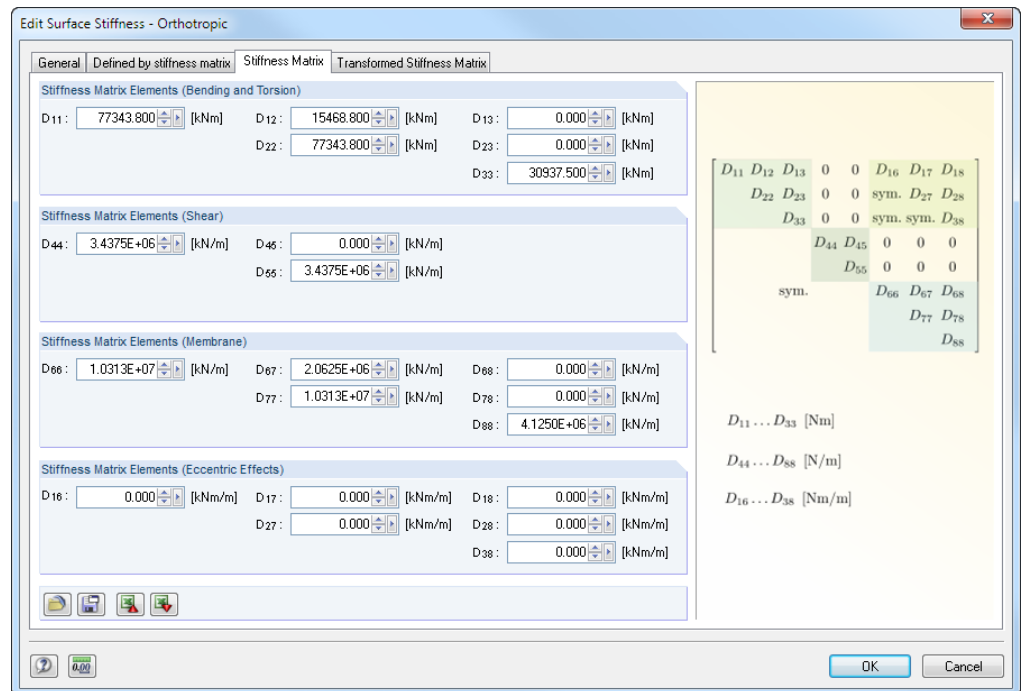 Edit Surface Stiffness - Orthotropic
General Defined by stiffness matrix Stiffness Matrix Transformed Stiffness Matrix
Stiffness Matrix Elements (Bending and Torsion)
D11: 77343.800 [kNm] D12: 15468.800 [kNm] D13: 0.000 [kNm]
D22: 77343.800 [kNm] D23: 0.000 [kNm]
D33: 30937.500 [kNm]
Stiffness Matrix Elements (Shear)
D44: 3.4375E+06 [kN/m] D45: 0.000 [kN/m]
D55: 3.4375E+06 [kN/m]
Stiffness Matrix Elements (Membrane)
D66: 1.0313E+07 [kN/m] D67: 2.0625E+06 [kN/m] D68: 0.000 [kN/m]
D77: 1.0313E+07 [kN/m] D78: 0.000 [kN/m]
D88: 4.1250E+06 [kN/m]
Stiffness Matrix Elements (Eccentric Effects)
D16: 0.000 [kNm/m] D17: 0.000 [kNm/m] D18: 0.000 [kNm/m]
D27: 0.000 [kNm/m] D28: 0.000 [kNm/m]
D38: 0.000 [kNm/m]
D11 D12 D13 0 0 D16 D17 D18
D22 D23 0 0 sym. D27 D28
D33 0 0 sym. sym. D38
D44 D45 0 0 0
D55 0 0 0
sym. D66 D67 D68
D77 D78
D88
D11...D33 [Nm]
D44...D88 [N/m]
D16...D38 [Nm/m]
0.00
OK Cancel